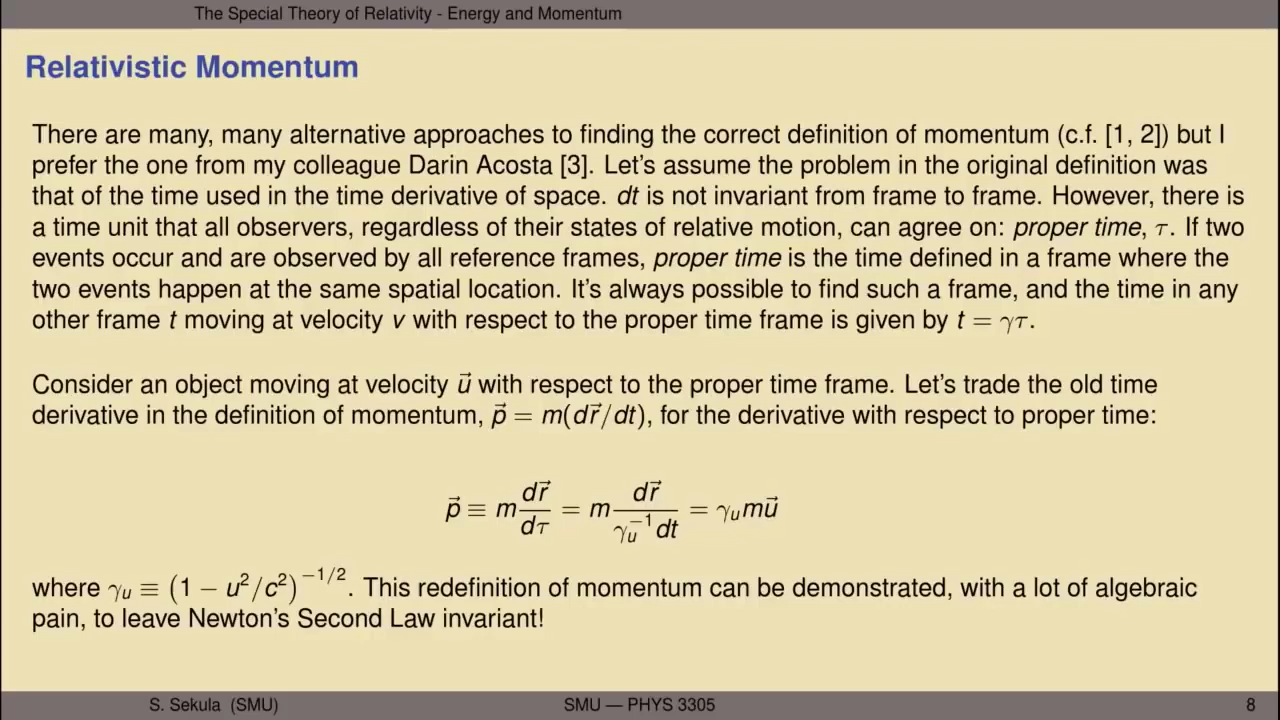 The Special Theory of Relativity - Energy and Momentum
Relativistic Momentum
There are many, many alternative approaches to finding the correct definition of momentum (c.f. [1, 2]) but I
prefer the one from my colleague Darin Acosta [3]. Let's assume the problem in the original definition was
that of the time used in the time derivative of space. dt is not invariant from frame to frame. However, there is
a time unit that all observers, regardless of their states of relative motion, can agree on: proper time, τ. If two
events occur and are observed by all reference frames, proper time is the time defined in a frame where the
two events happen at the same spatial location. It's always possible to find such a frame, and the time in any
other frame t moving at velocity v with respect to the proper time frame is given by t = γτ.
Consider an object moving at velocity u⃗ with respect to the proper time frame. Let's trade the old time
derivative in the definition of momentum, p⃗ = m(dr⃗/dt), for the derivative with respect to proper time:
p⃗ ≡ m dr⃗/dτ = m dr⃗/(γᵤ⁻¹dt) = γᵤmu⃗
where γᵤ ≡ (1 − u²/c²)^(−1/2). This redefinition of momentum can be demonstrated, with a lot of algebraic
pain, to leave Newton's Second Law invariant!
S. Sekula (SMU) SMU — PHYS 3305 8